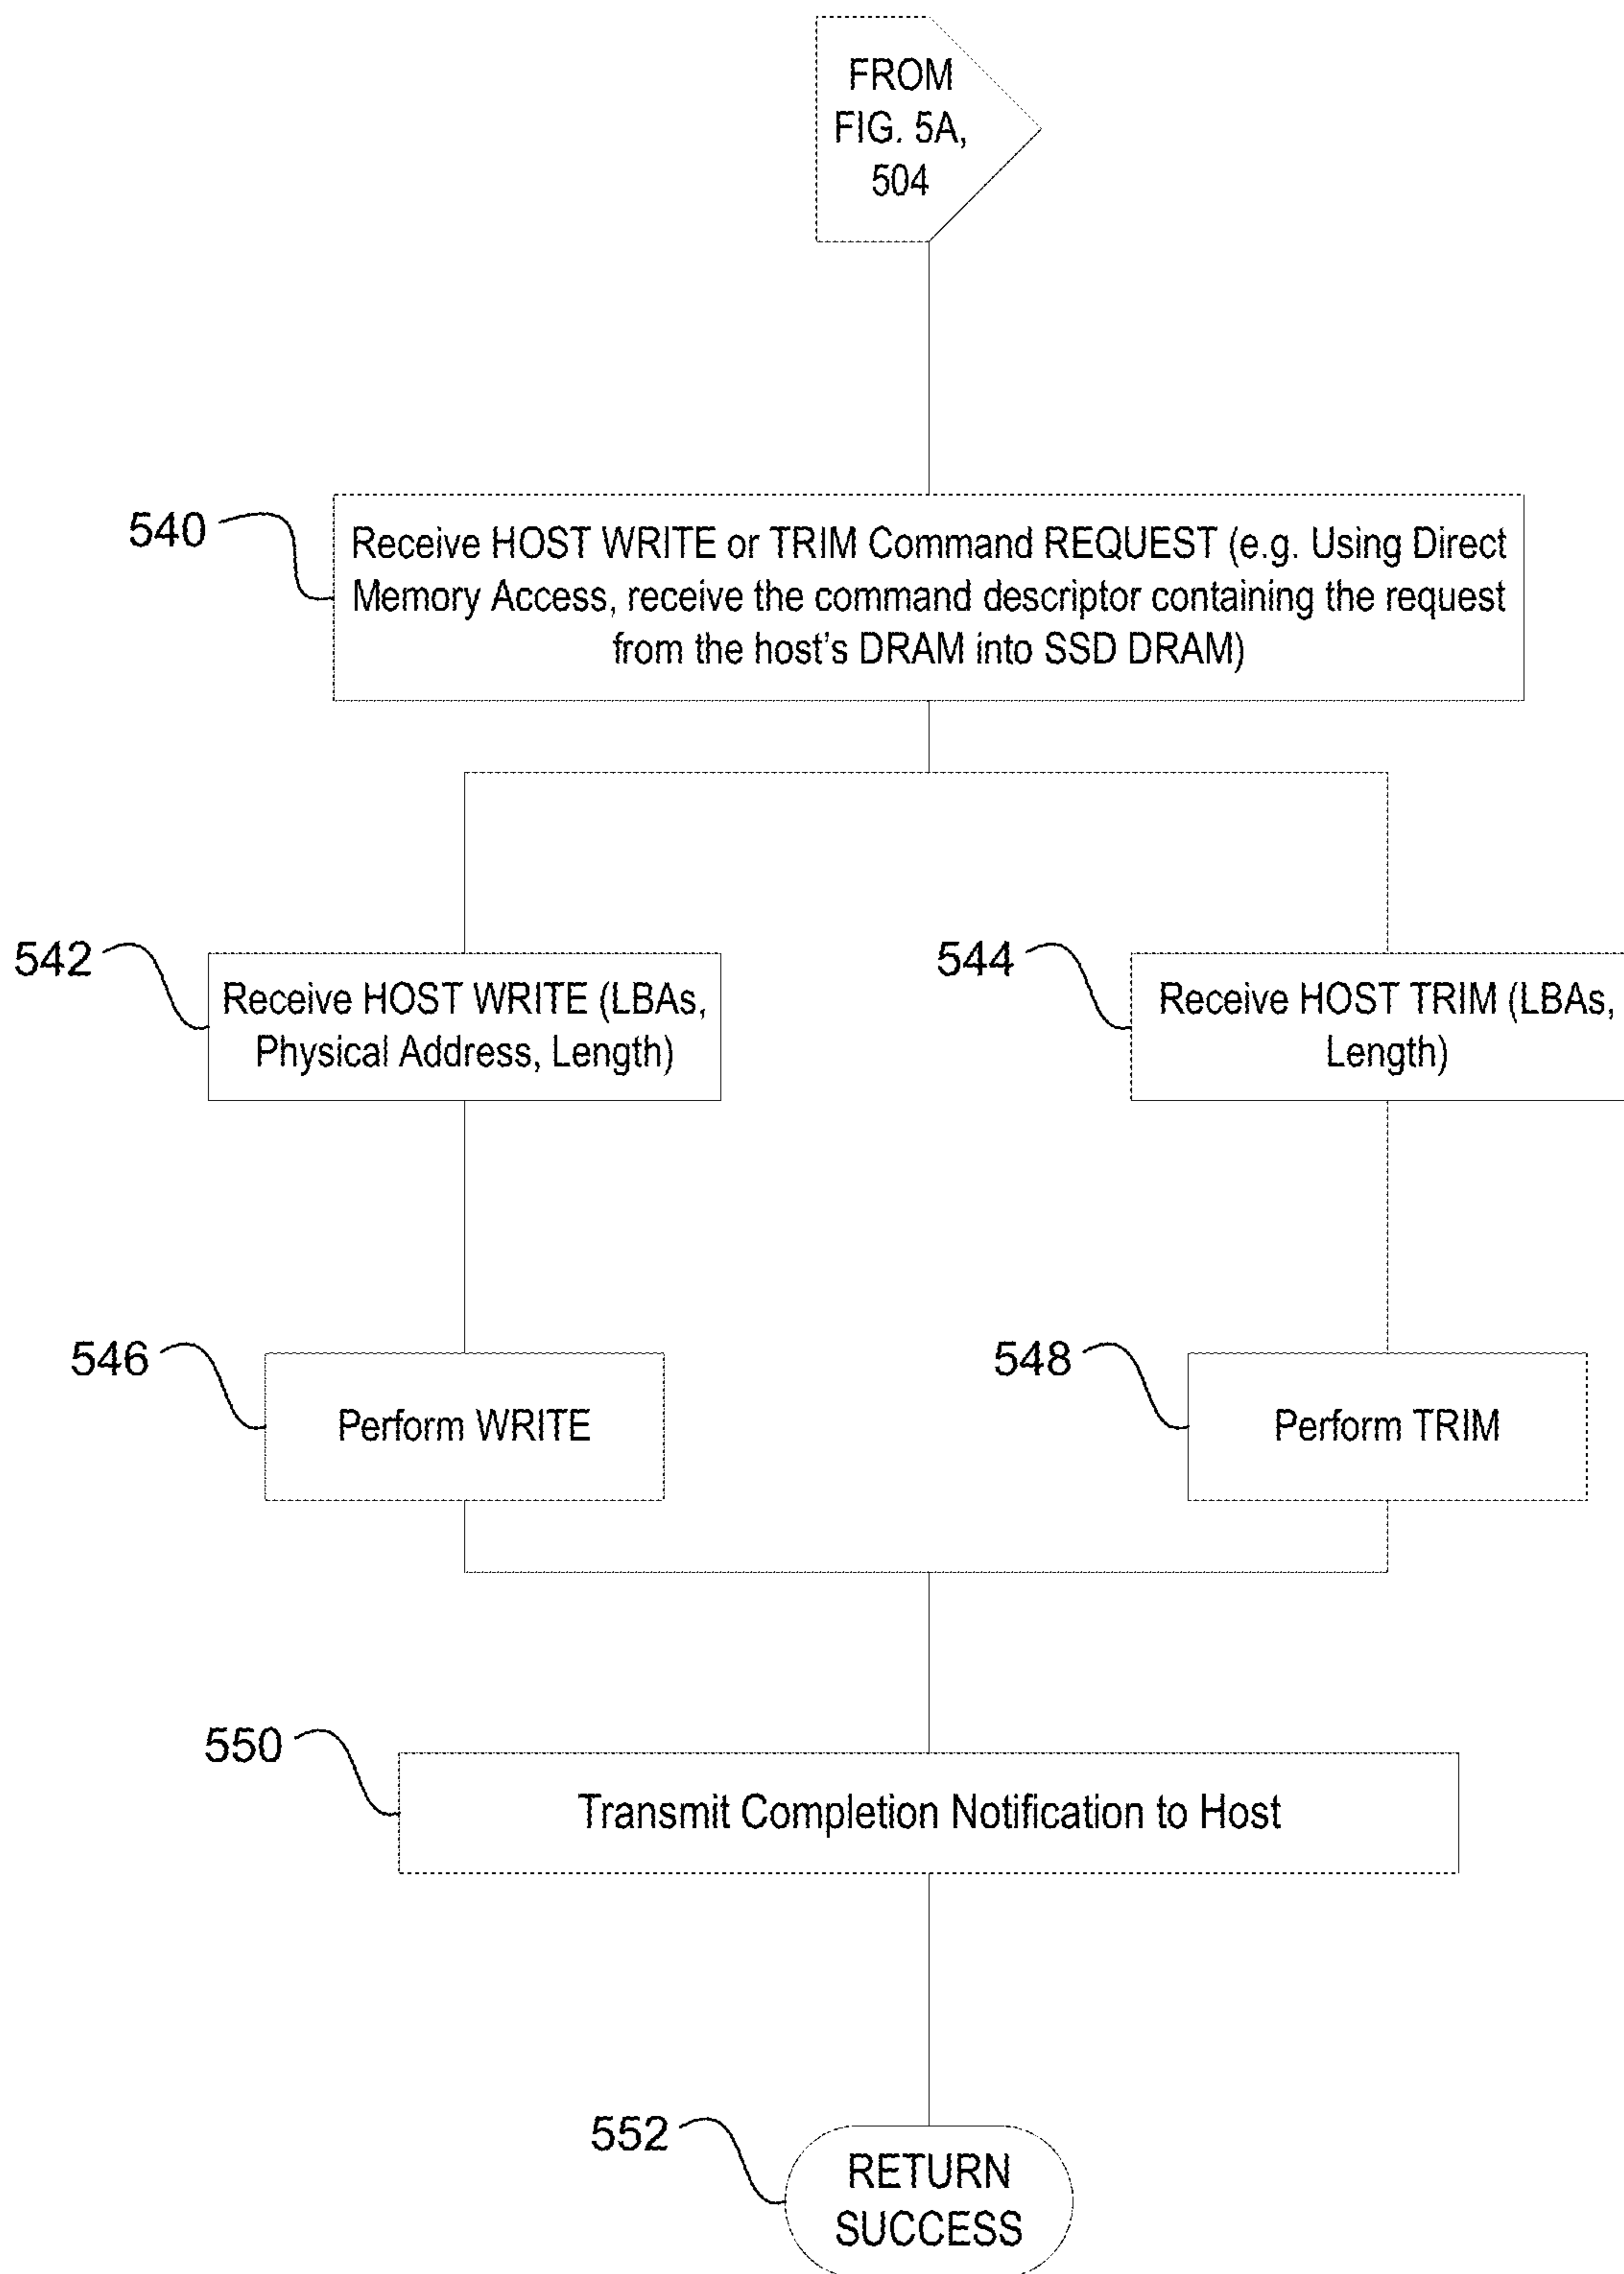 FROM
FIG. 5A,
504
540
Receive HOST WRITE or TRIM Command REQUEST (e.g. Using Direct
Memory Access, receive the command descriptor containing the request
from the host's DRAM into SSD DRAM)
542
Receive HOST WRITE (LBAs,
Physical Address, Length)
544
Receive HOST TRIM (LBAs,
Length)
546
Perform WRITE
548
Perform TRIM
550
Transmit Completion Notification to Host
552
RETURN
SUCCESS